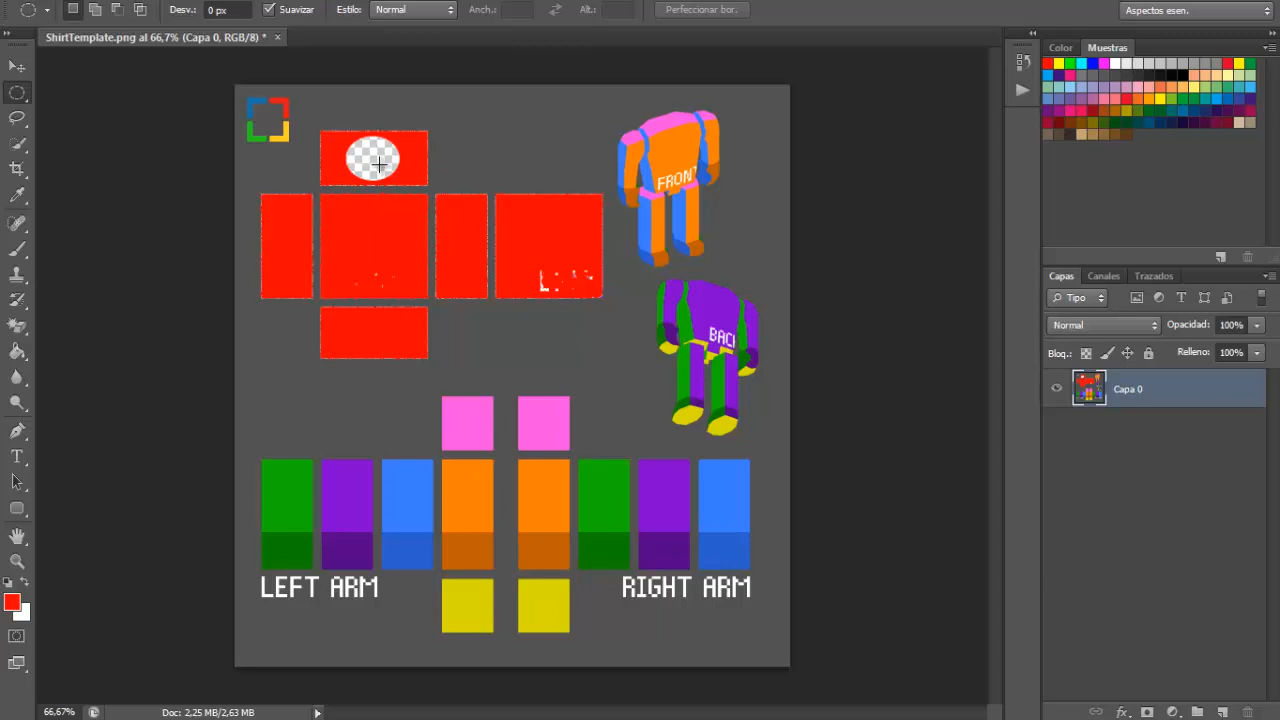 Desv.: 0 px Suavizar Estilo: Normal Anch.: Alt.: Perfeccionar bor. Aspectos esen.
ShirtTemplate.png al 66,7% (Capa 0, RGB/8) * ×
Color Muestras
FRONT
BACK
Capas Canales Trazados
Tipo
Normal Opacidad: 100%
Bloq.: Relleno: 100%
Capa 0
LEFT ARM RIGHT ARM
66,67% Doc: 2,25 MB/2,63 MB